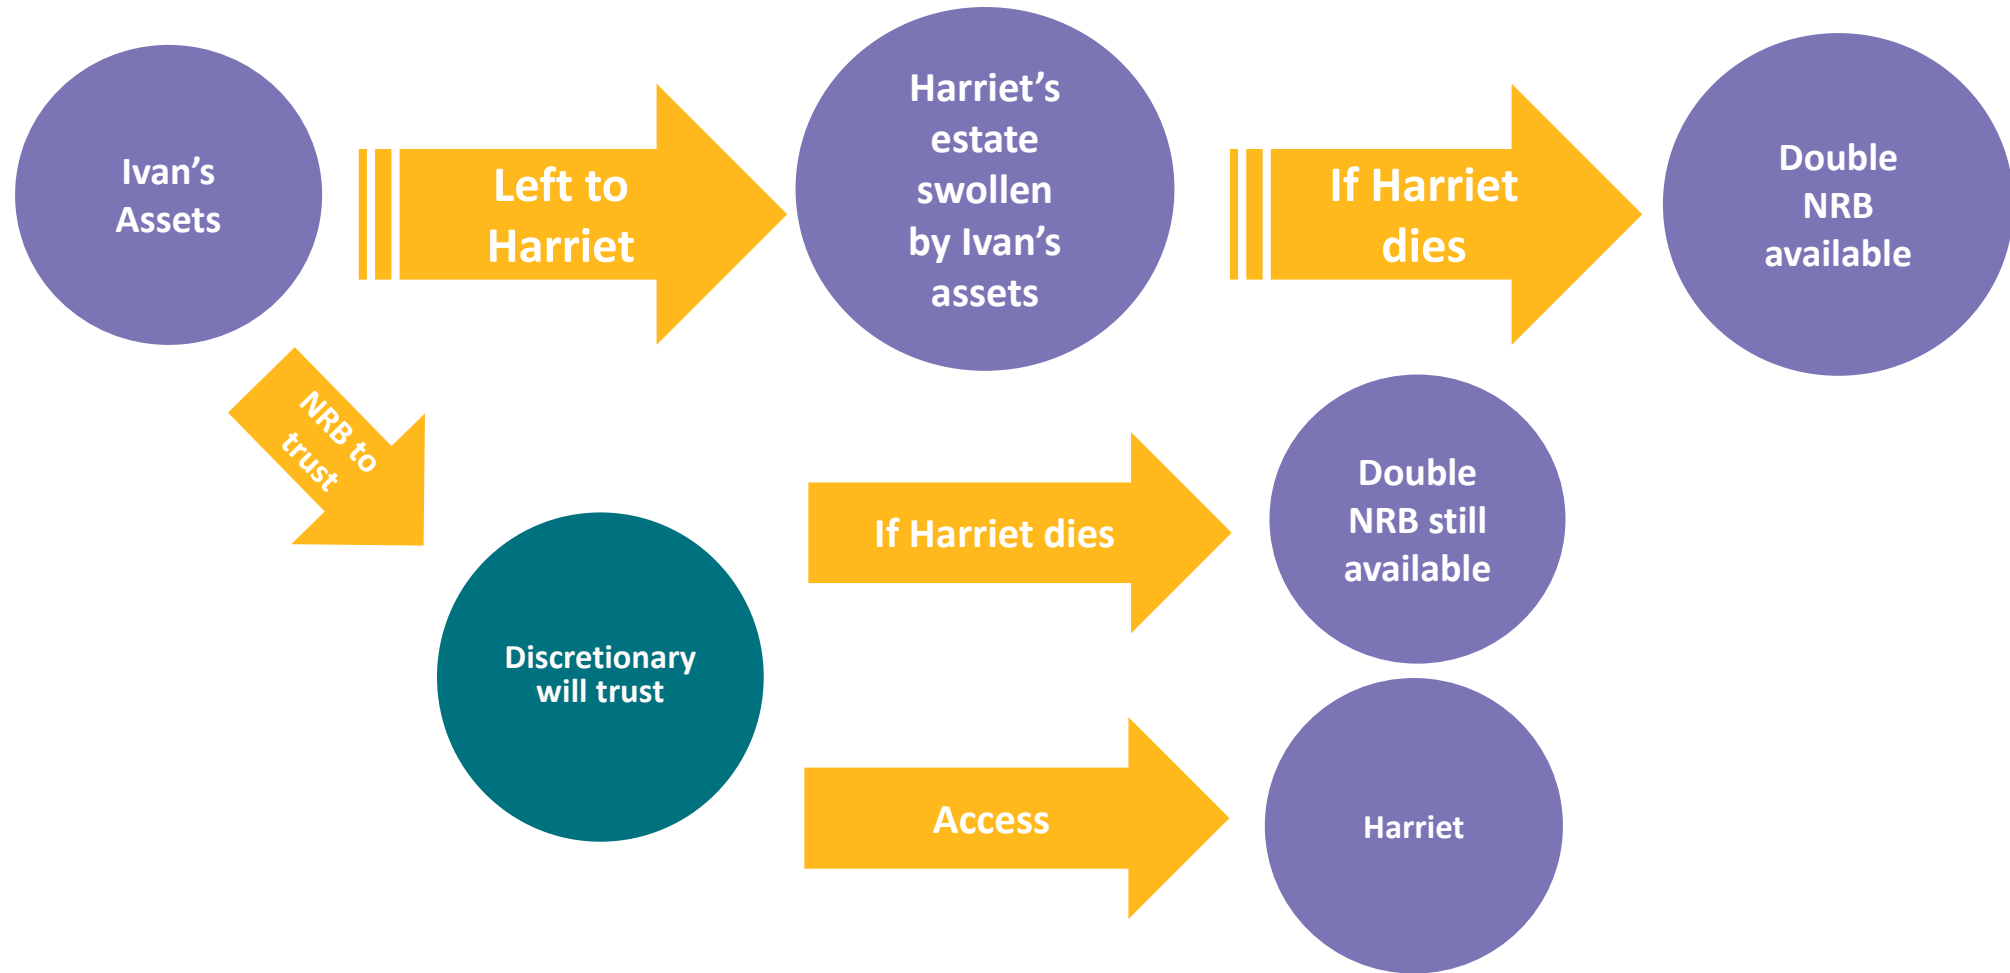 Ivan’s
Assets
Left to
Harriet
Harriet’s
estate
swollen
by Ivan’s
assets
If Harriet
dies
Double
NRB
available
NRB to
trust
Discretionary
will trust
If Harriet dies
Double
NRB still
available
Access
Harriet